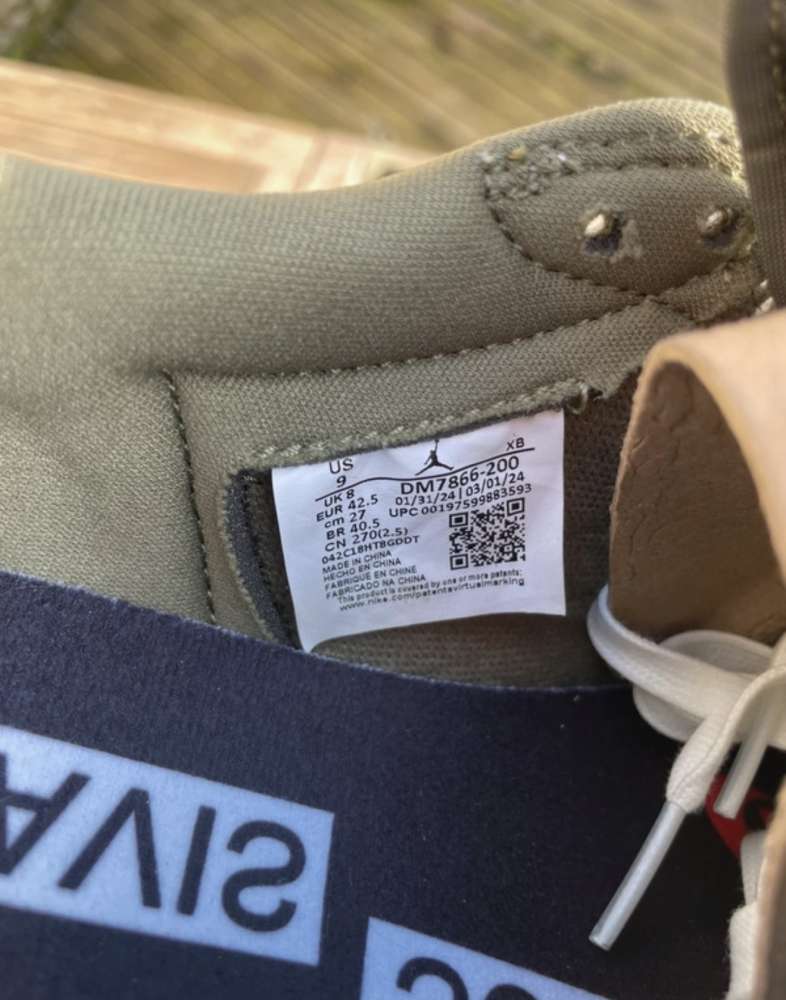 US
9
XB
UK 8
DM7866-200
EUR 42.5
01/31/24 | 03/01/24
cm 27
UPC 00197599883593
BR 40.5
CN 270(2.5)
042C18HTBGDDT
MADE IN CHINA
HECHO EN CHINA
FABRIQUE EN CHINE
FABRICADO NA CHINA
This product is covered by one or more patents:
www.nike.com/patentsvirtualmarking